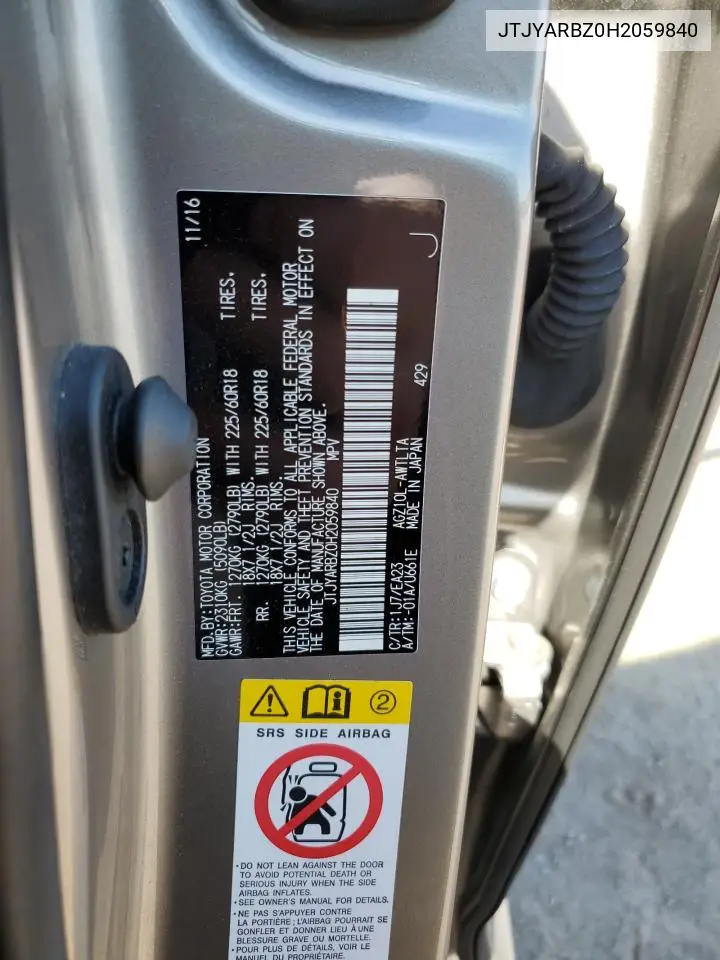 JTJYARBZ0H2059840
11/16
MFD.BY:TOYOTA MOTOR CORPORATION
GVWR:2310KG (5090LB)
GAWR:FRT. 1270KG (2790LB) WITH 225/60R18 TIRES.
18X7 1/2J RIMS.
RR. 1270KG (2790LB) WITH 225/60R18 TIRES.
18X7 1/2J RIMS.
THIS VEHICLE CONFORMS TO ALL APPLICABLE FEDERAL MOTOR
VEHICLE SAFETY AND THEFT PREVENTION STANDARDS IN EFFECT ON
THE DATE OF MANUFACTURE SHOWN ABOVE.
JTJYARBZ0H2059840 MPV
J
C/TR:1J7/EA23 AGZ10L-AWTLTA 429
A/TM:-01A/U661E MADE IN JAPAN
2
SRS SIDE AIRBAG
•DO NOT LEAN AGAINST THE DOOR
TO AVOID POTENTIAL DEATH OR
SERIOUS INJURY WHEN THE SIDE
AIRBAG INFLATES.
•SEE OWNER'S MANUAL FOR DETAILS.
•NE PAS S'APPUYER CONTRE
LA PORTIÈRE; L'AIRBAG POURRAIT SE
GONFLER ET DONNER LIEU À UNE
BLESSURE GRAVE OU MORTELLE.
•POUR PLUS DE DÉTAILS, VOIR LE
MANUEL DU PROPRIÉTAIRE.